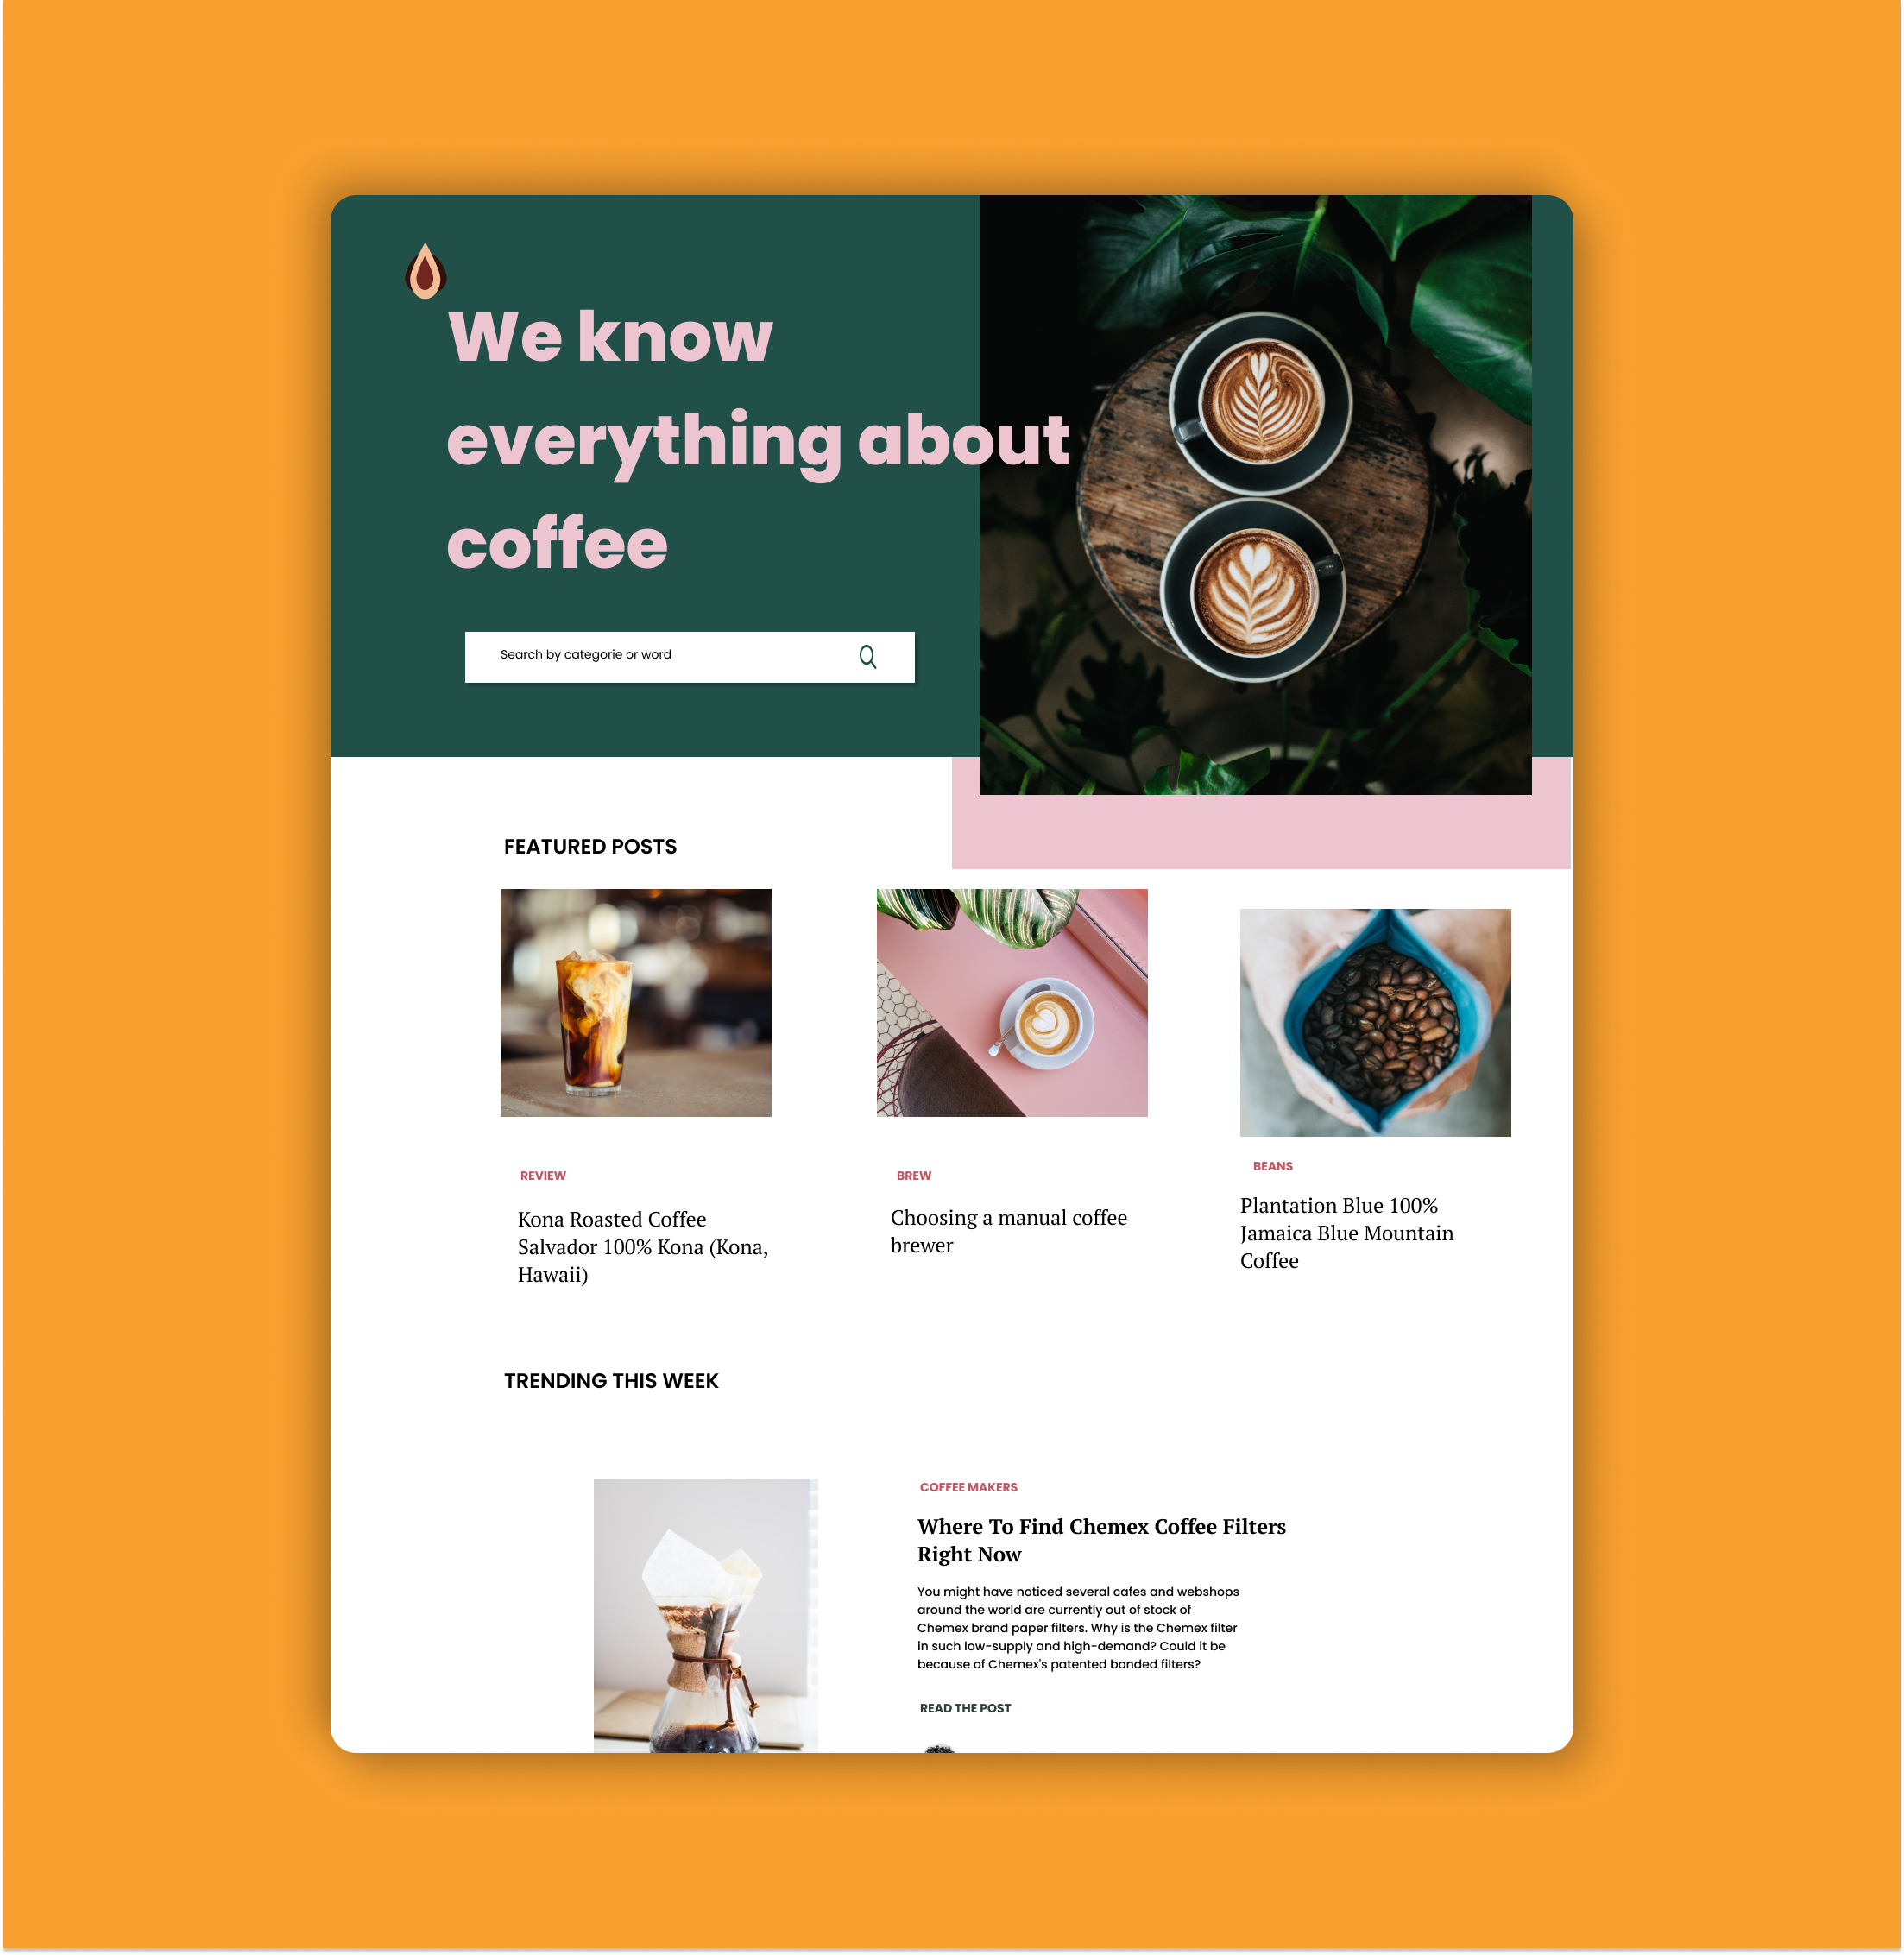 We know
everything about
coffee
Search by categorie or word
FEATURED POSTS
REVIEW
Kona Roasted Coffee
Salvador 100% Kona (Kona,
Hawaii)
BREW
Choosing a manual coffee
brewer
BEANS
Plantation Blue 100%
Jamaica Blue Mountain
Coffee
TRENDING THIS WEEK
COFFEE MAKERS
Where To Find Chemex Coffee Filters
Right Now
You might have noticed several cafes and webshops
around the world are currently out of stock of
Chemex brand paper filters. Why is the Chemex filter
in such low-supply and high-demand? Could it be
because of Chemex's patented bonded filters?
READ THE POST